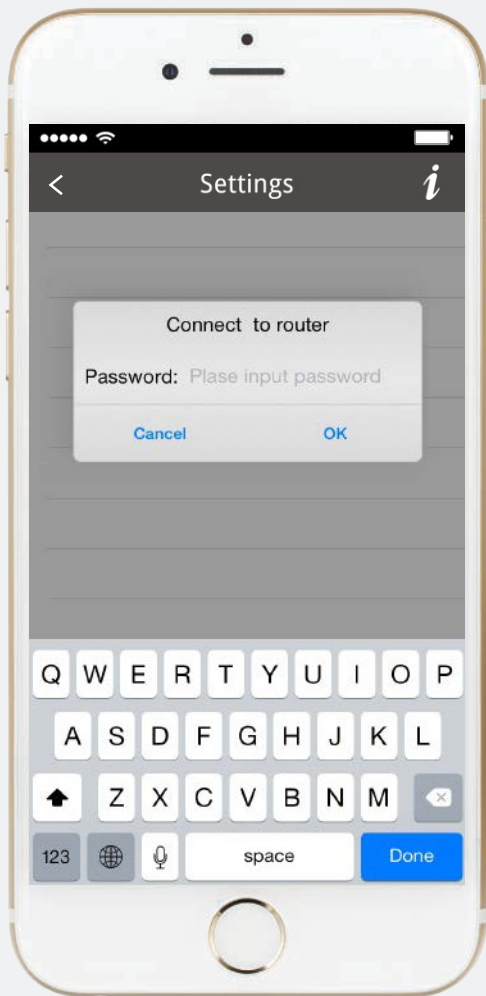 Settings
Connect to router
Password: Plase input password
Cancel OK
Q W E R T Y U I O P
A S D F G H J K L
Z X C V B N M
123 space Done